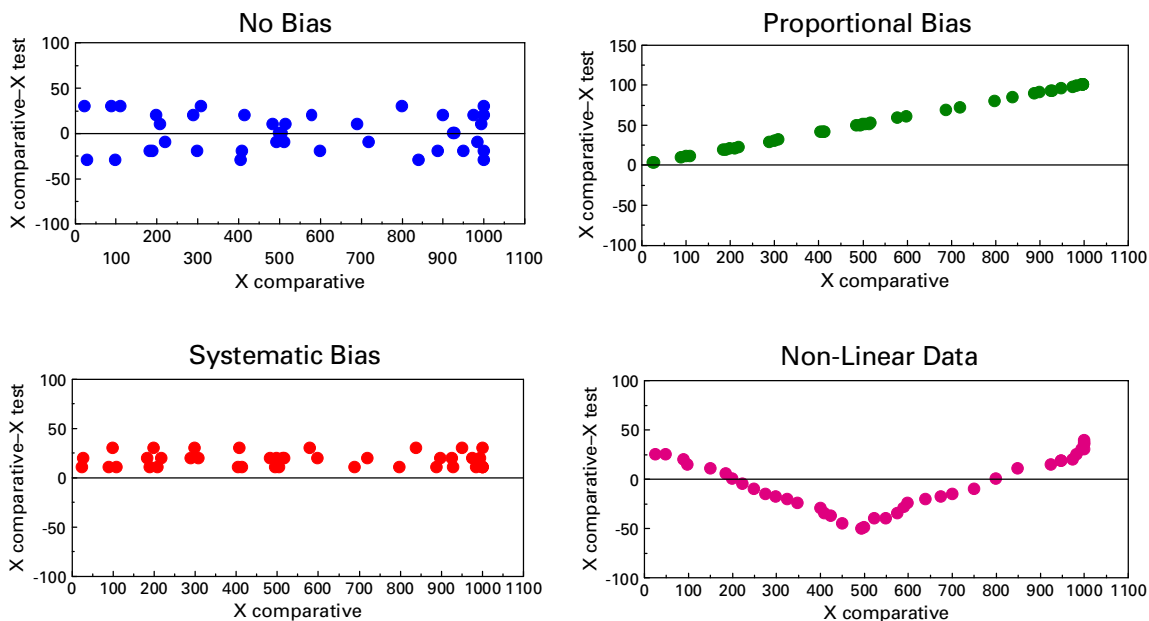 No Bias
X comparative–X test
100
50
0
-50
-100
0 200 400 500 600 800 1000
100 300 700 900 1100
X comparative
Proportional Bias
X comparative–X test
150
100
50
0
-50
-100
0 100 200 300 400 500 600 700 800 900 1000 1100
X comparative
Systematic Bias
X comparative–X test
100
50
0
-50
-100
0 100 200 300 400 500 600 700 800 900 1000 1100
X comparative
Non-Linear Data
X comparative–X test
100
50
0
-50
-100
0 100 200 300 400 500 600 700 800 900 1000 1100
X comparative